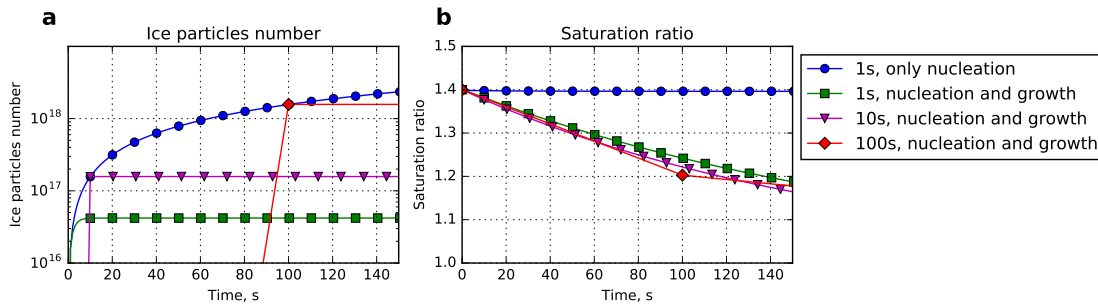 a
Ice particles number
Ice particles number
10^18
10^17
10^16
0 20 40 60 80 100 120 140
Time, s
b
Saturation ratio
Saturation ratio
1.5
1.4
1.3
1.2
1.1
1.0
0 20 40 60 80 100 120 140
Time, s
1s, only nucleation
1s, nucleation and growth
10s, nucleation and growth
100s, nucleation and growth